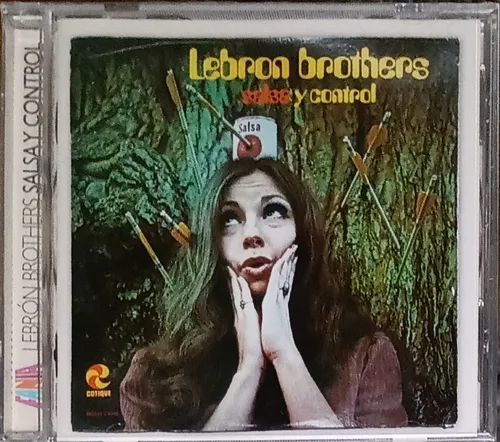 Lebron brothers
salsa y control
Salsa
COTIQUE
LEBRÓN BROTHERS SALSA Y CONTROL